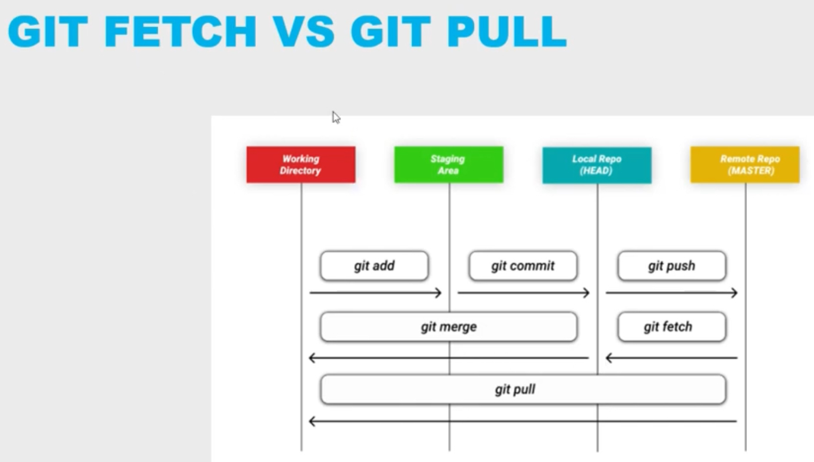 GIT FETCH VS GIT PULL
Working
Directory
Staging
Area
Local Repo
(HEAD)
Remote Repo
(MASTER)
git add
git commit
git push
git merge
git fetch
git pull